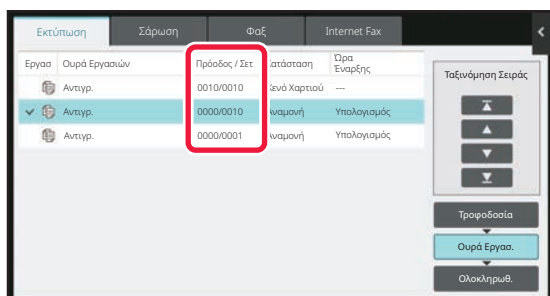 Εκτύπωση Σάρωση Φαξ Internet Fax
Εργασ Ουρά Εργασιών Πρόοδος / Σετ Κατάσταση Ώρα Έναρξης
Αντιγρ. 0010/0010 Κενό Χαρτιού ---
Αντιγρ. 0000/0010 Αναμονή Υπολογισμός
Αντιγρ. 0000/0001 Αναμονή Υπολογισμός
Ταξινόμηση Σειράς
Τροφοδοσία
Ουρά Εργασ.
Ολοκληρωθ.